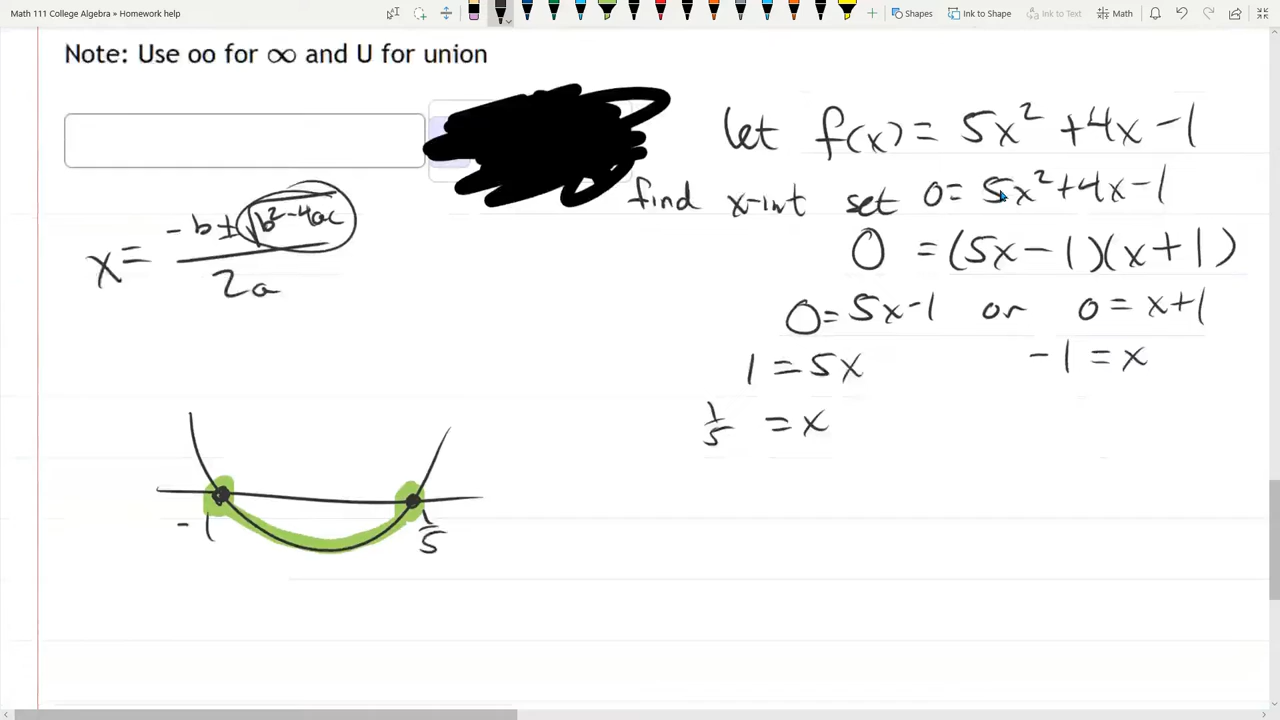 Math 111 College Algebra » Homework help
Shapes
Ink to Shape
Ink to Text
Math
Note: Use oo for ∞ and U for union
let f(x) = 5x² +4x -1
find x-int set 0= 5x²+4x-1
0 = (5x-1)(x+1)
0=5x-1 or 0=x+1
1=5x -1=x
1/5 =x
x= (-b±√(b²-4ac))/(2a)
-1
1/5